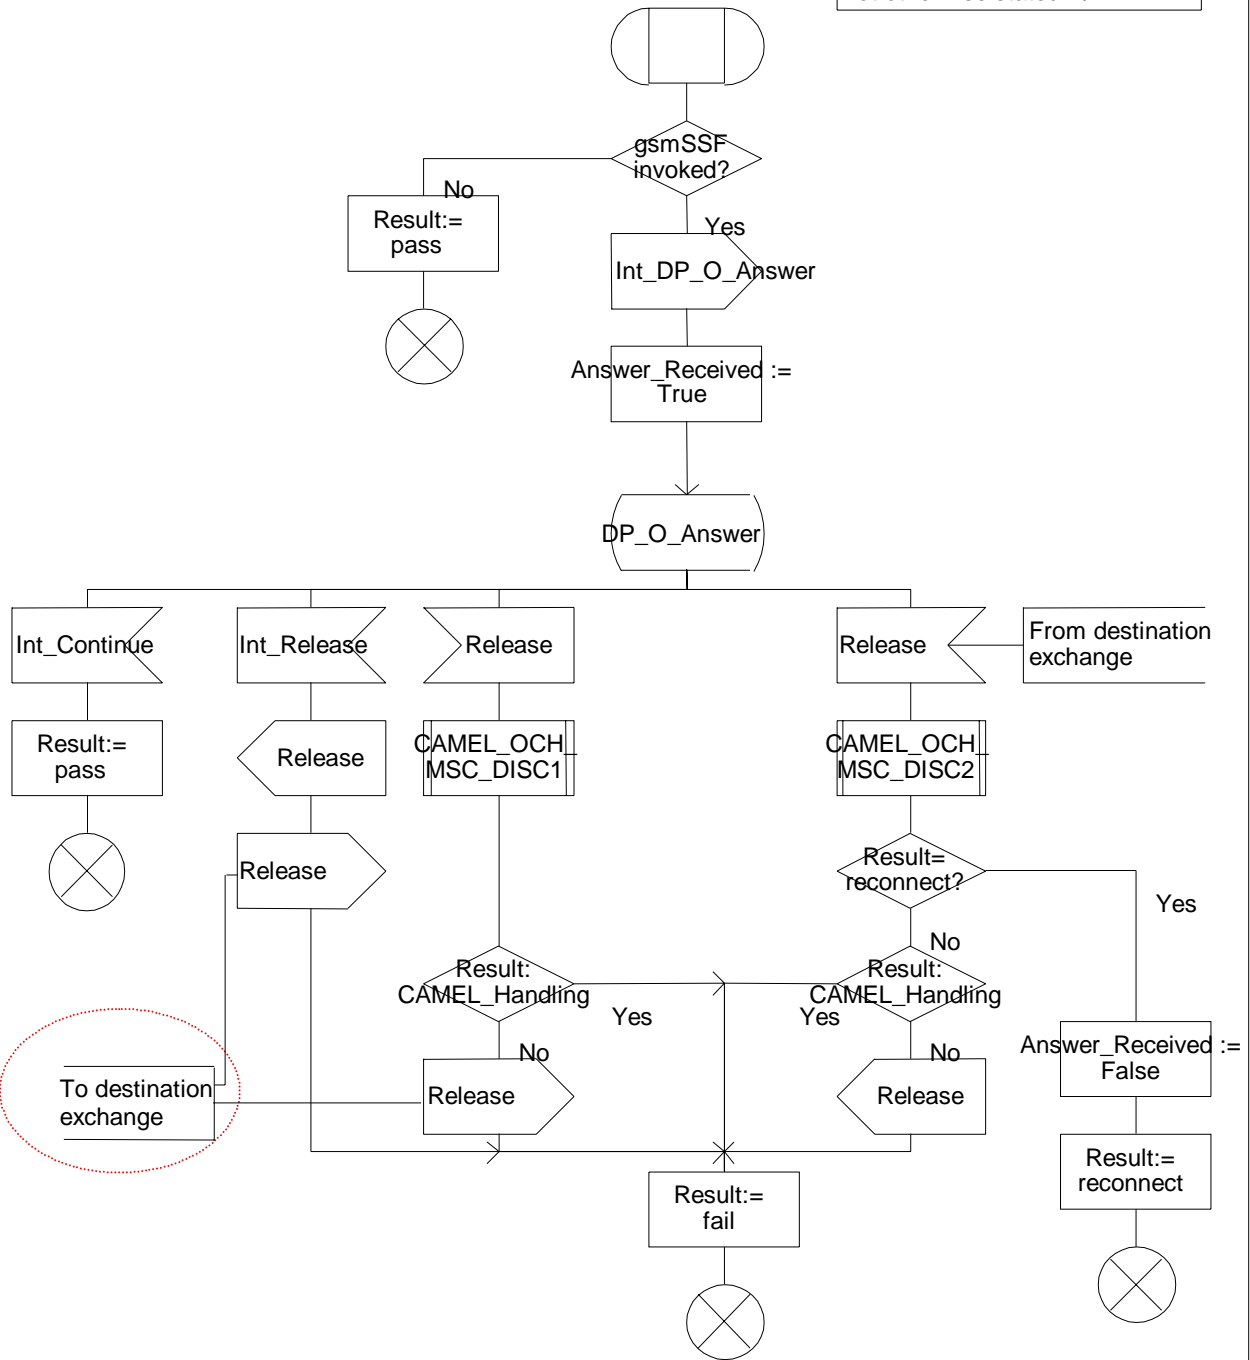 gsmSSF
invoked?
No
Yes
Result:=
pass
Int_DP_O_Answer
Answer_Received :=
True
DP_O_Answer
Int_Continue
Int_Release
Release
Release
From destination
exchange
Result:=
pass
Release
CAMEL_OCH_
MSC_DISC1
CAMEL_OCH_
MSC_DISC2
Release
Result=
reconnect?
Yes
No
Result:
CAMEL_Handling
Yes
Result:
CAMEL_Handling
Yes
No
No
To destination
exchange
Release
Release
Answer_Received :=
False
Result:=
fail
Result:=
reconnect